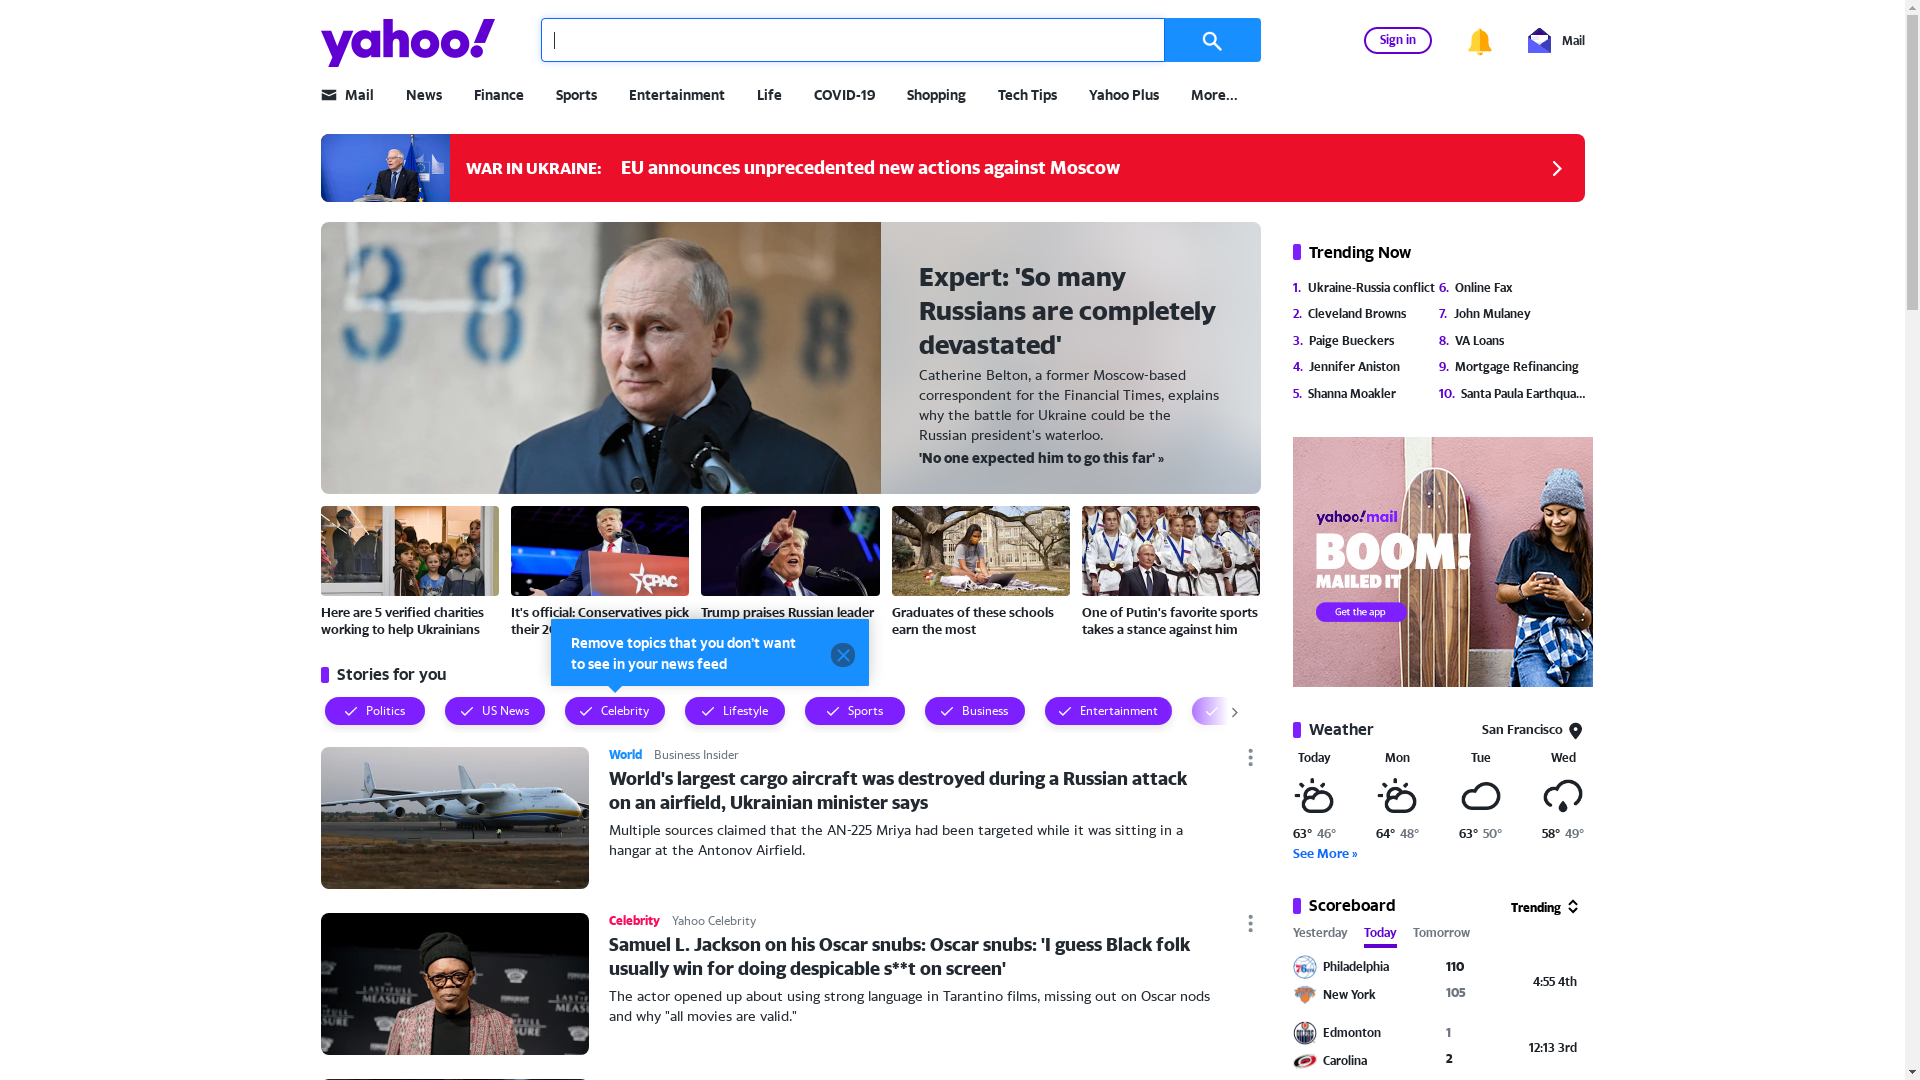 yahoo!
Sign in
Mail
Mail
News
Finance
Sports
Entertainment
Life
COVID-19
Shopping
Tech Tips
Yahoo Plus
More...
WAR IN UKRAINE: EU announces unprecedented new actions against Moscow
38
38
Expert: 'So many
Russians are completely
devastated'
Catherine Belton, a former Moscow-based
correspondent for the Financial Times, explains
why the battle for Ukraine could be the
Russian president's waterloo.
'No one expected him to go this far' »
CPAC
Here are 5 verified charities
working to help Ukrainians
It's official: Conservatives pick
their 20
Trump praises Russian leader
Graduates of these schools
earn the most
One of Putin's favorite sports
takes a stance against him
Remove topics that you don't want
to see in your news feed
Stories for you
Politics
US News
Celebrity
Lifestyle
Sports
Business
Entertainment
World Business Insider
World's largest cargo aircraft was destroyed during a Russian attack
on an airfield, Ukrainian minister says
Multiple sources claimed that the AN-225 Mriya had been targeted while it was sitting in a
hangar at the Antonov Airfield.
Celebrity Yahoo Celebrity
Samuel L. Jackson on his Oscar snubs: Oscar snubs: 'I guess Black folk
usually win for doing despicable s**t on screen'
The actor opened up about using strong language in Tarantino films, missing out on Oscar nods
and why "all movies are valid."
Trending Now
1. Ukraine-Russia conflict
2. Cleveland Browns
3. Paige Bueckers
4. Jennifer Aniston
5. Shanna Moakler
6. Online Fax
7. John Mulaney
8. VA Loans
9. Mortgage Refinancing
10. Santa Paula Earthqua...
yahoo!mail
BOOM!
MAILED IT
Get the app
Weather
San Francisco
Today Mon Tue Wed
63° 46° 64° 48° 63° 50° 58° 49°
See More »
Scoreboard
Trending
Yesterday Today Tomorrow
Philadelphia 110
4:55 4th
New York 105
Edmonton 1
12:13 3rd
Carolina 2